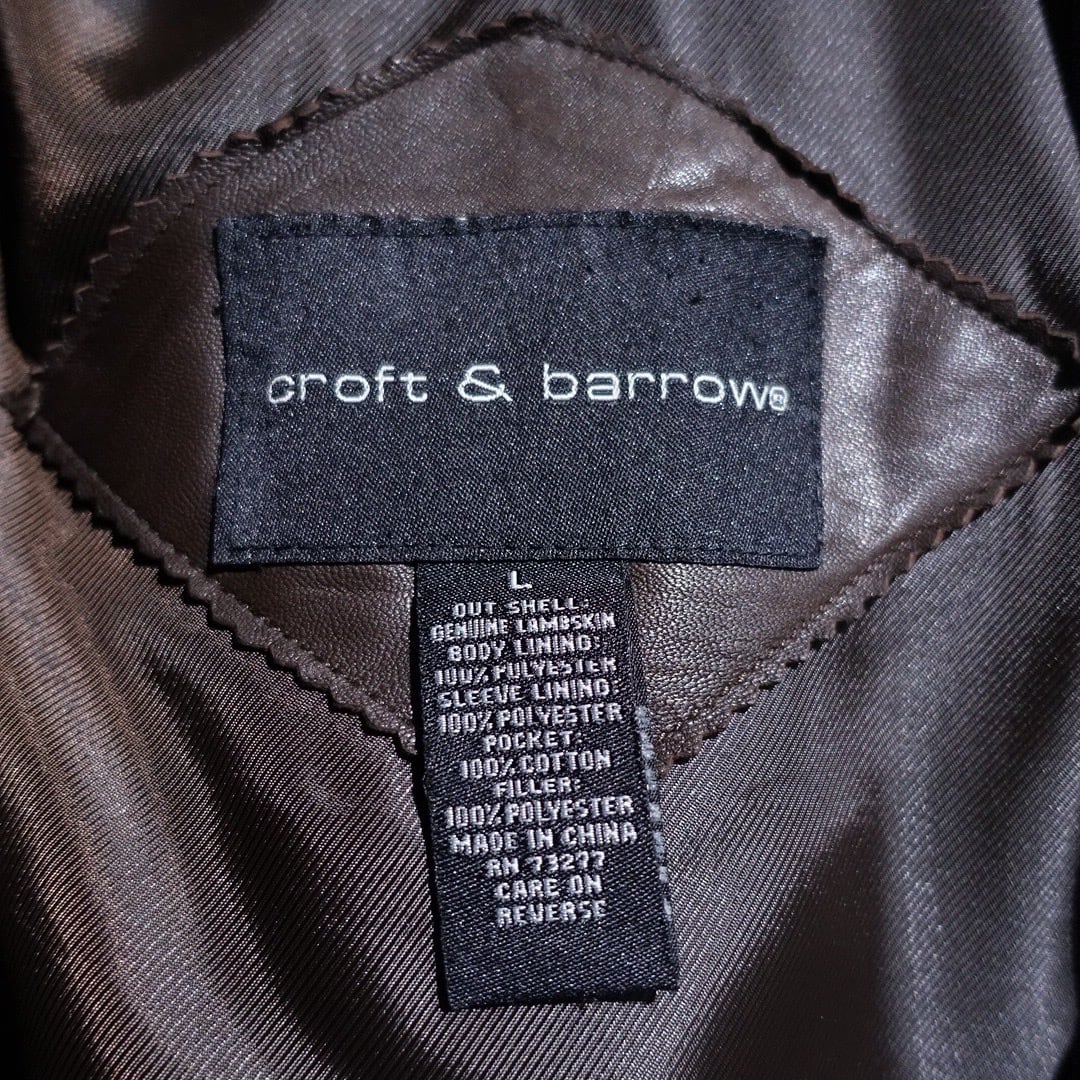 croft & barrow®
L
OUT SHELL:
GENUINE LAMBSKIN
BODY LINING:
100% POLYESTER
SLEEVE LINING:
100% POLYESTER
POCKET:
100% COTTON
FILLER:
100% POLYESTER
MADE IN CHINA
RN 73277
CARE ON
REVERSE